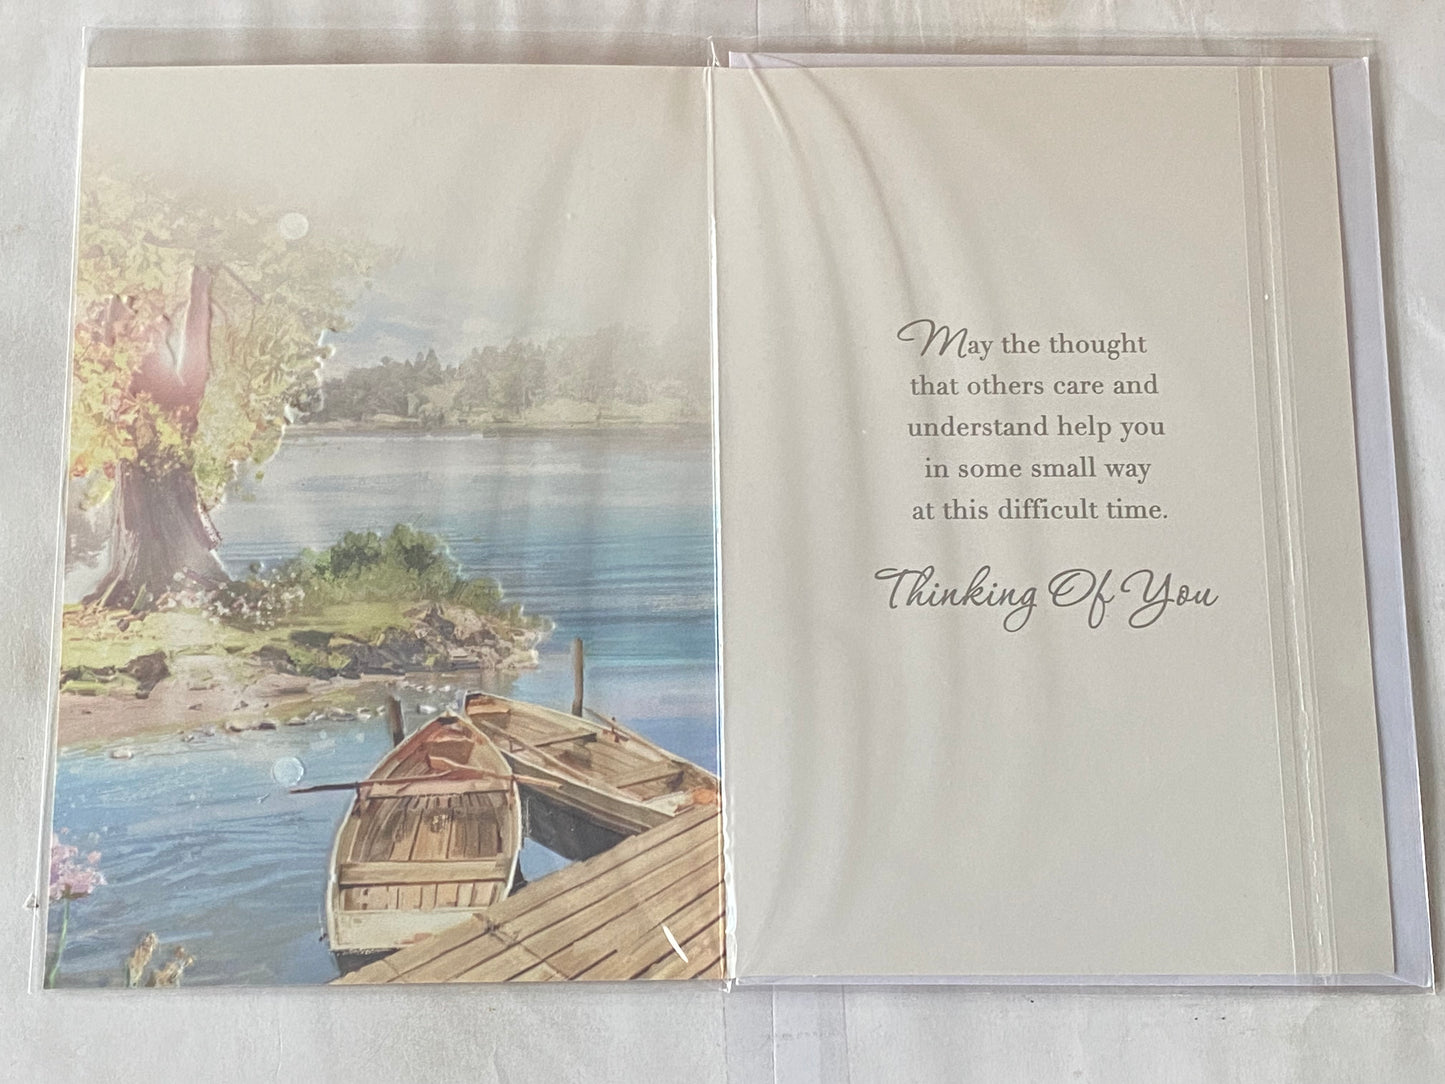 May the thought
that others care and
understand help you
in some small way
at this difficult time.
Thinking Of You